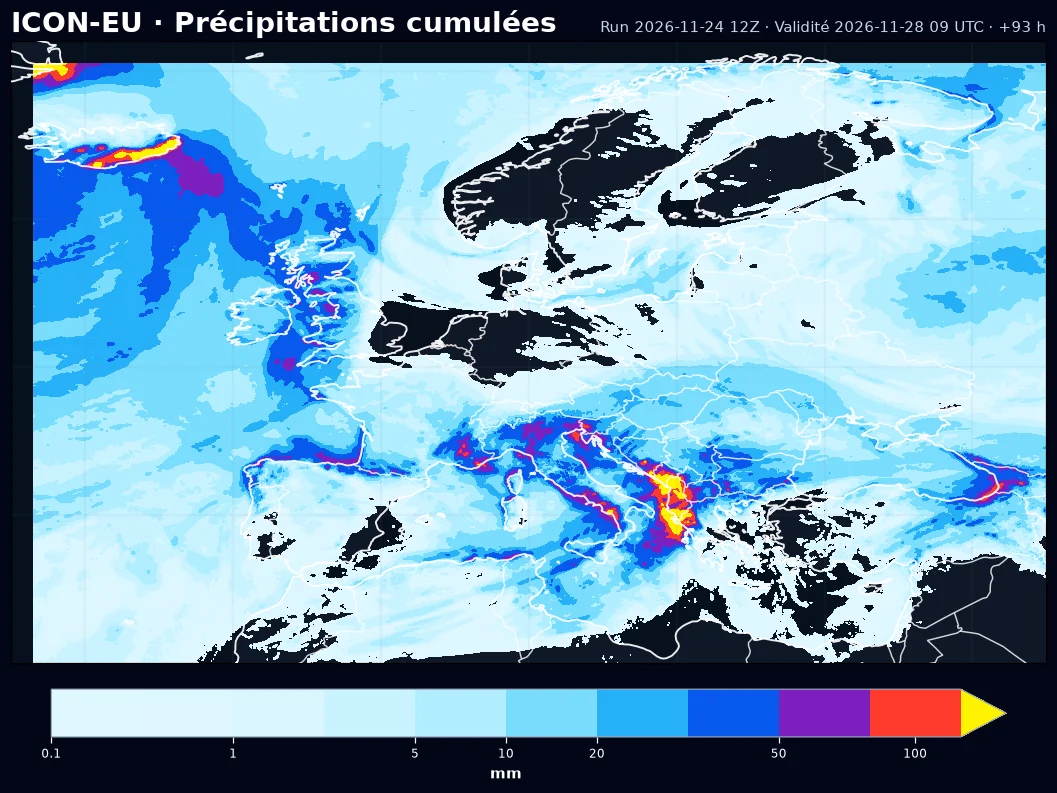 ICON-EU · Précipitations cumulées
Run 2026-11-24 12Z · Validité 2026-11-28 09 UTC · +93 h
0.1 1 5 10 20 50 100
mm